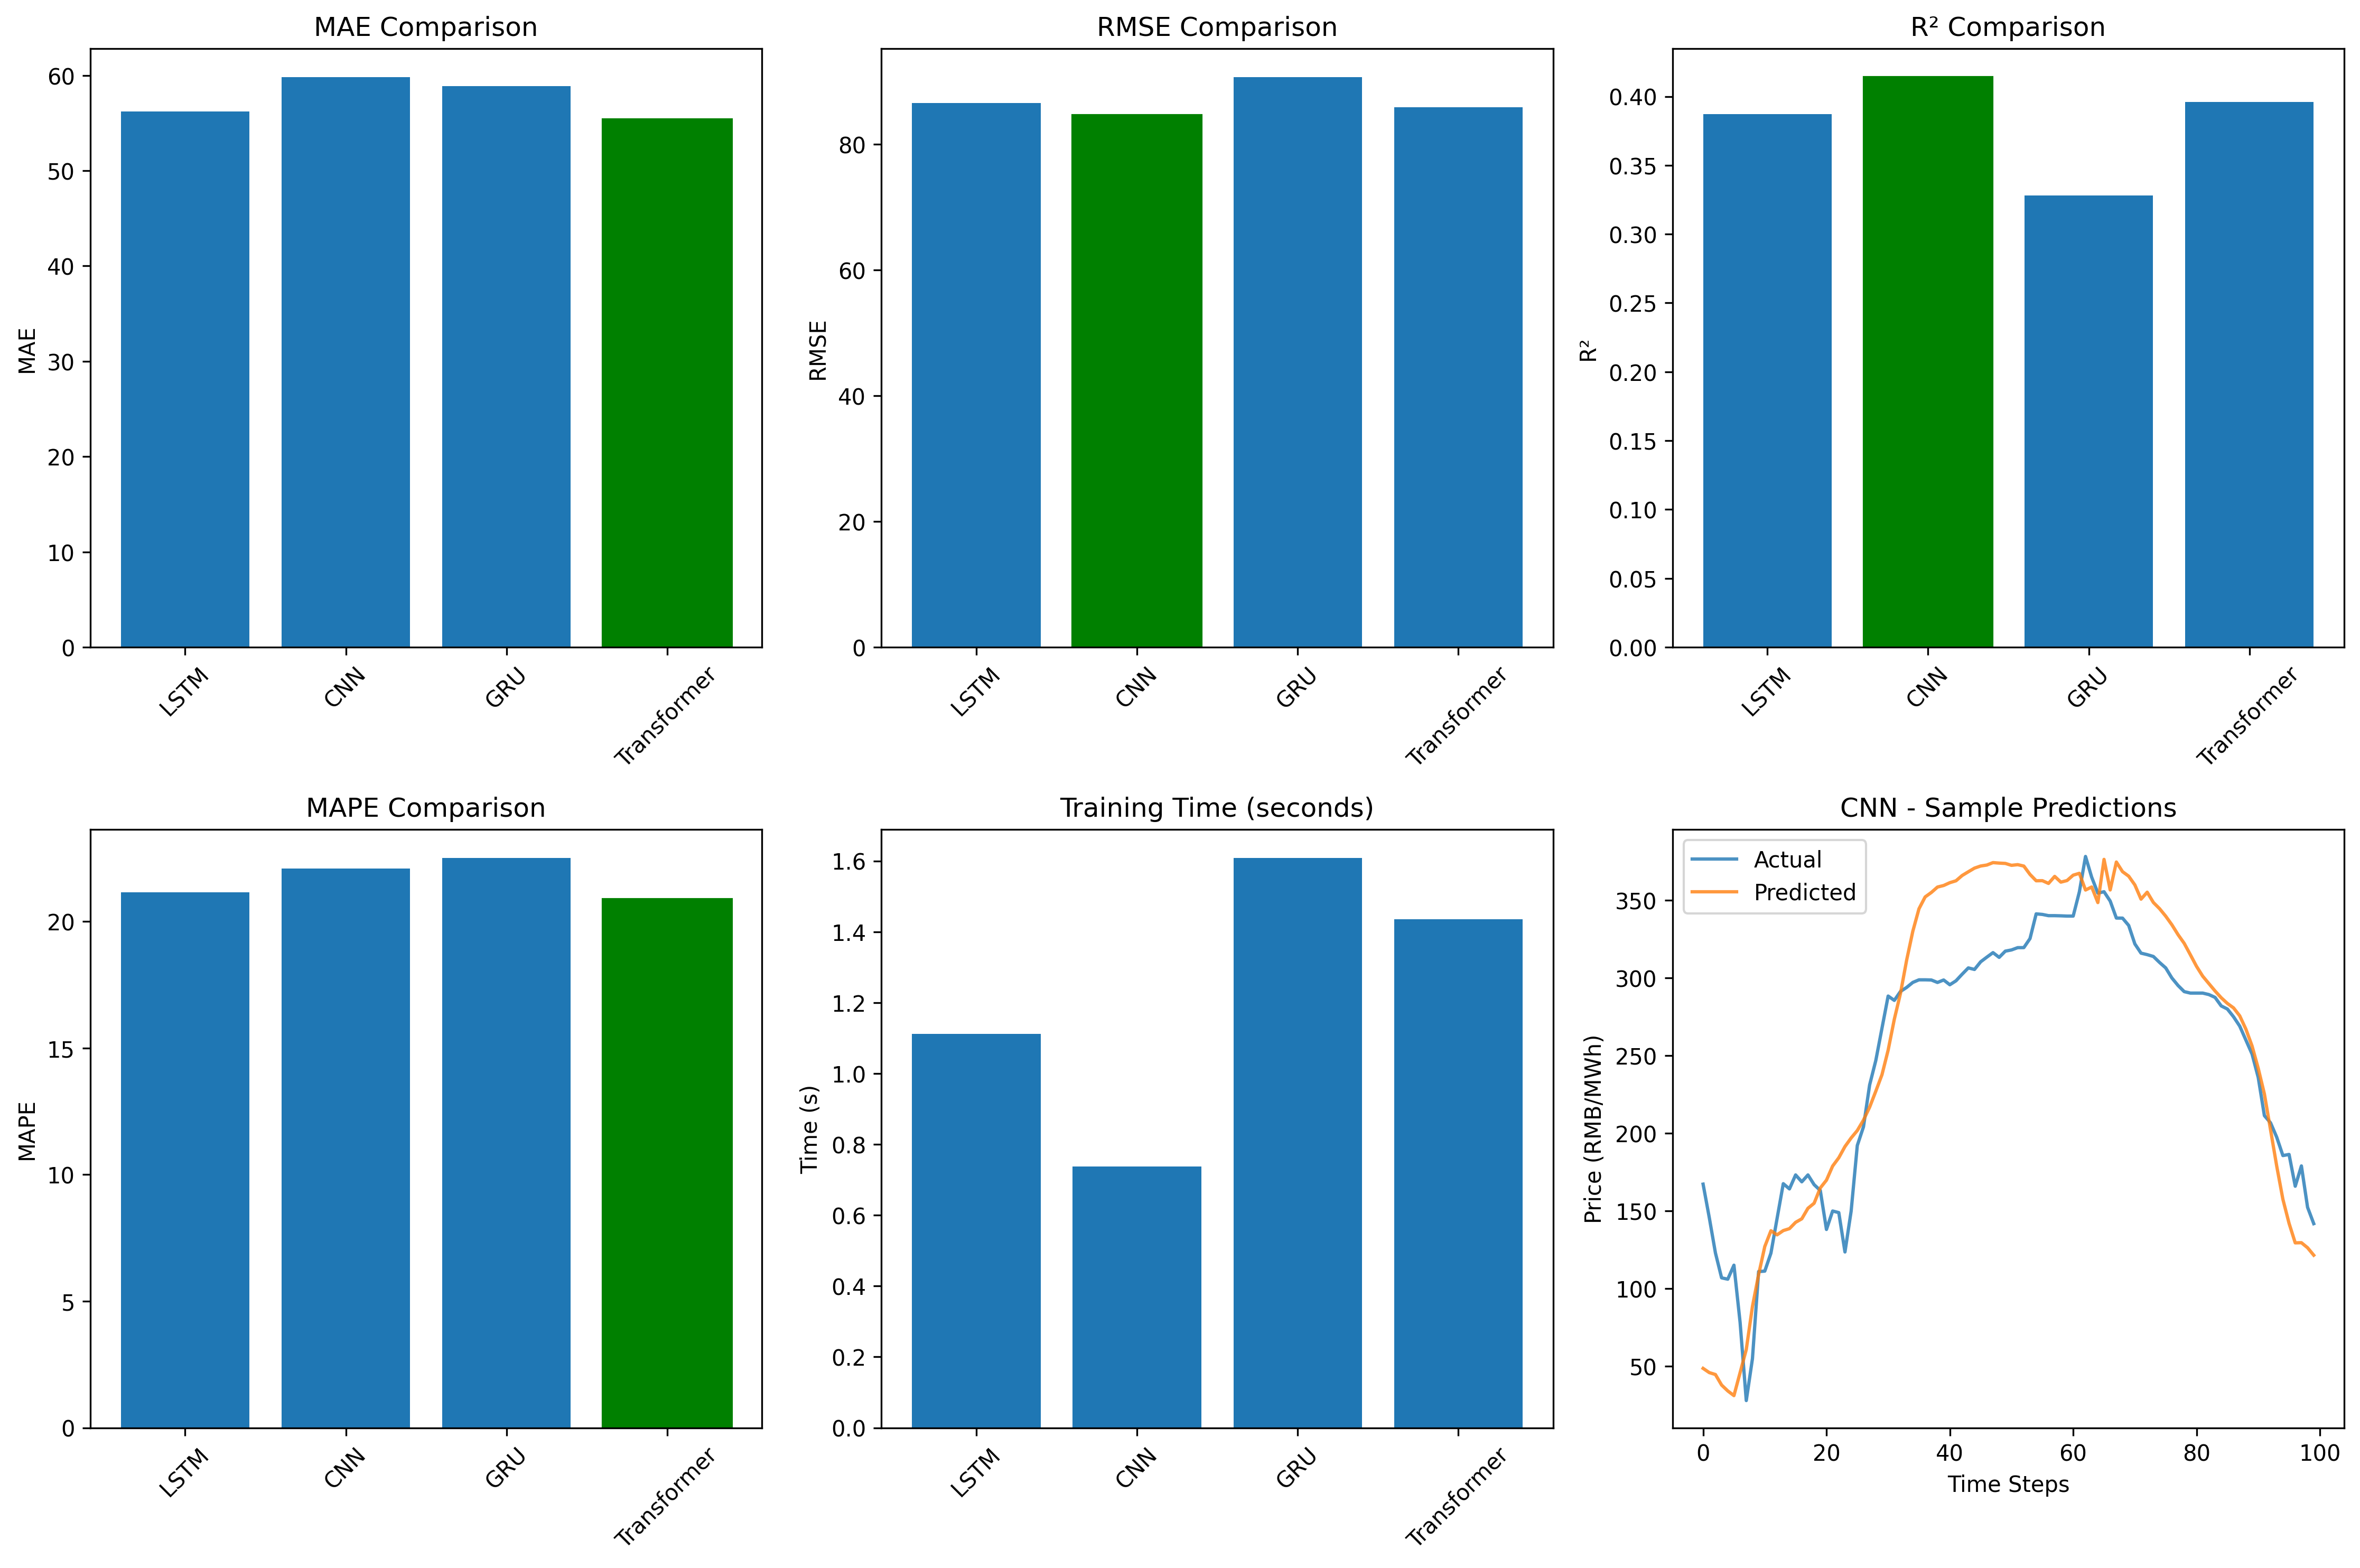 MAE Comparison
MAE
60
50
40
30
20
10
0
LSTM
CNN
GRU
Transformer
RMSE Comparison
RMSE
80
60
40
20
0
LSTM
CNN
GRU
Transformer
R² Comparison
R²
0.40
0.35
0.30
0.25
0.20
0.15
0.10
0.05
0.00
LSTM
CNN
GRU
Transformer
MAPE Comparison
MAPE
20
15
10
5
0
LSTM
CNN
GRU
Transformer
Training Time (seconds)
Time (s)
1.6
1.4
1.2
1.0
0.8
0.6
0.4
0.2
0.0
LSTM
CNN
GRU
Transformer
CNN - Sample Predictions
Actual
Predicted
Price (RMB/MWh)
350
300
250
200
150
100
50
0
20
40
60
80
100
Time Steps